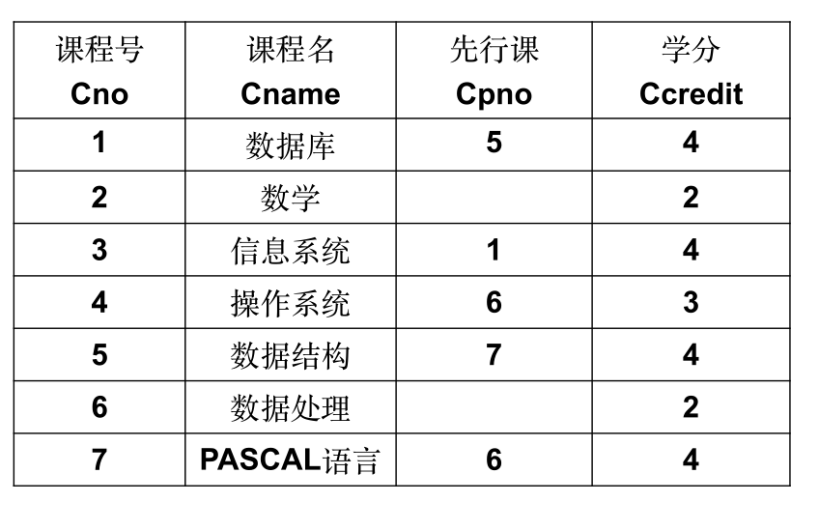 课程号 课程名 先行课 学分
Cno Cname Cpno Ccredit
1 数据库 5 4
2 数学 2
3 信息系统 1 4
4 操作系统 6 3
5 数据结构 7 4
6 数据处理 2
7 PASCAL语言 6 4